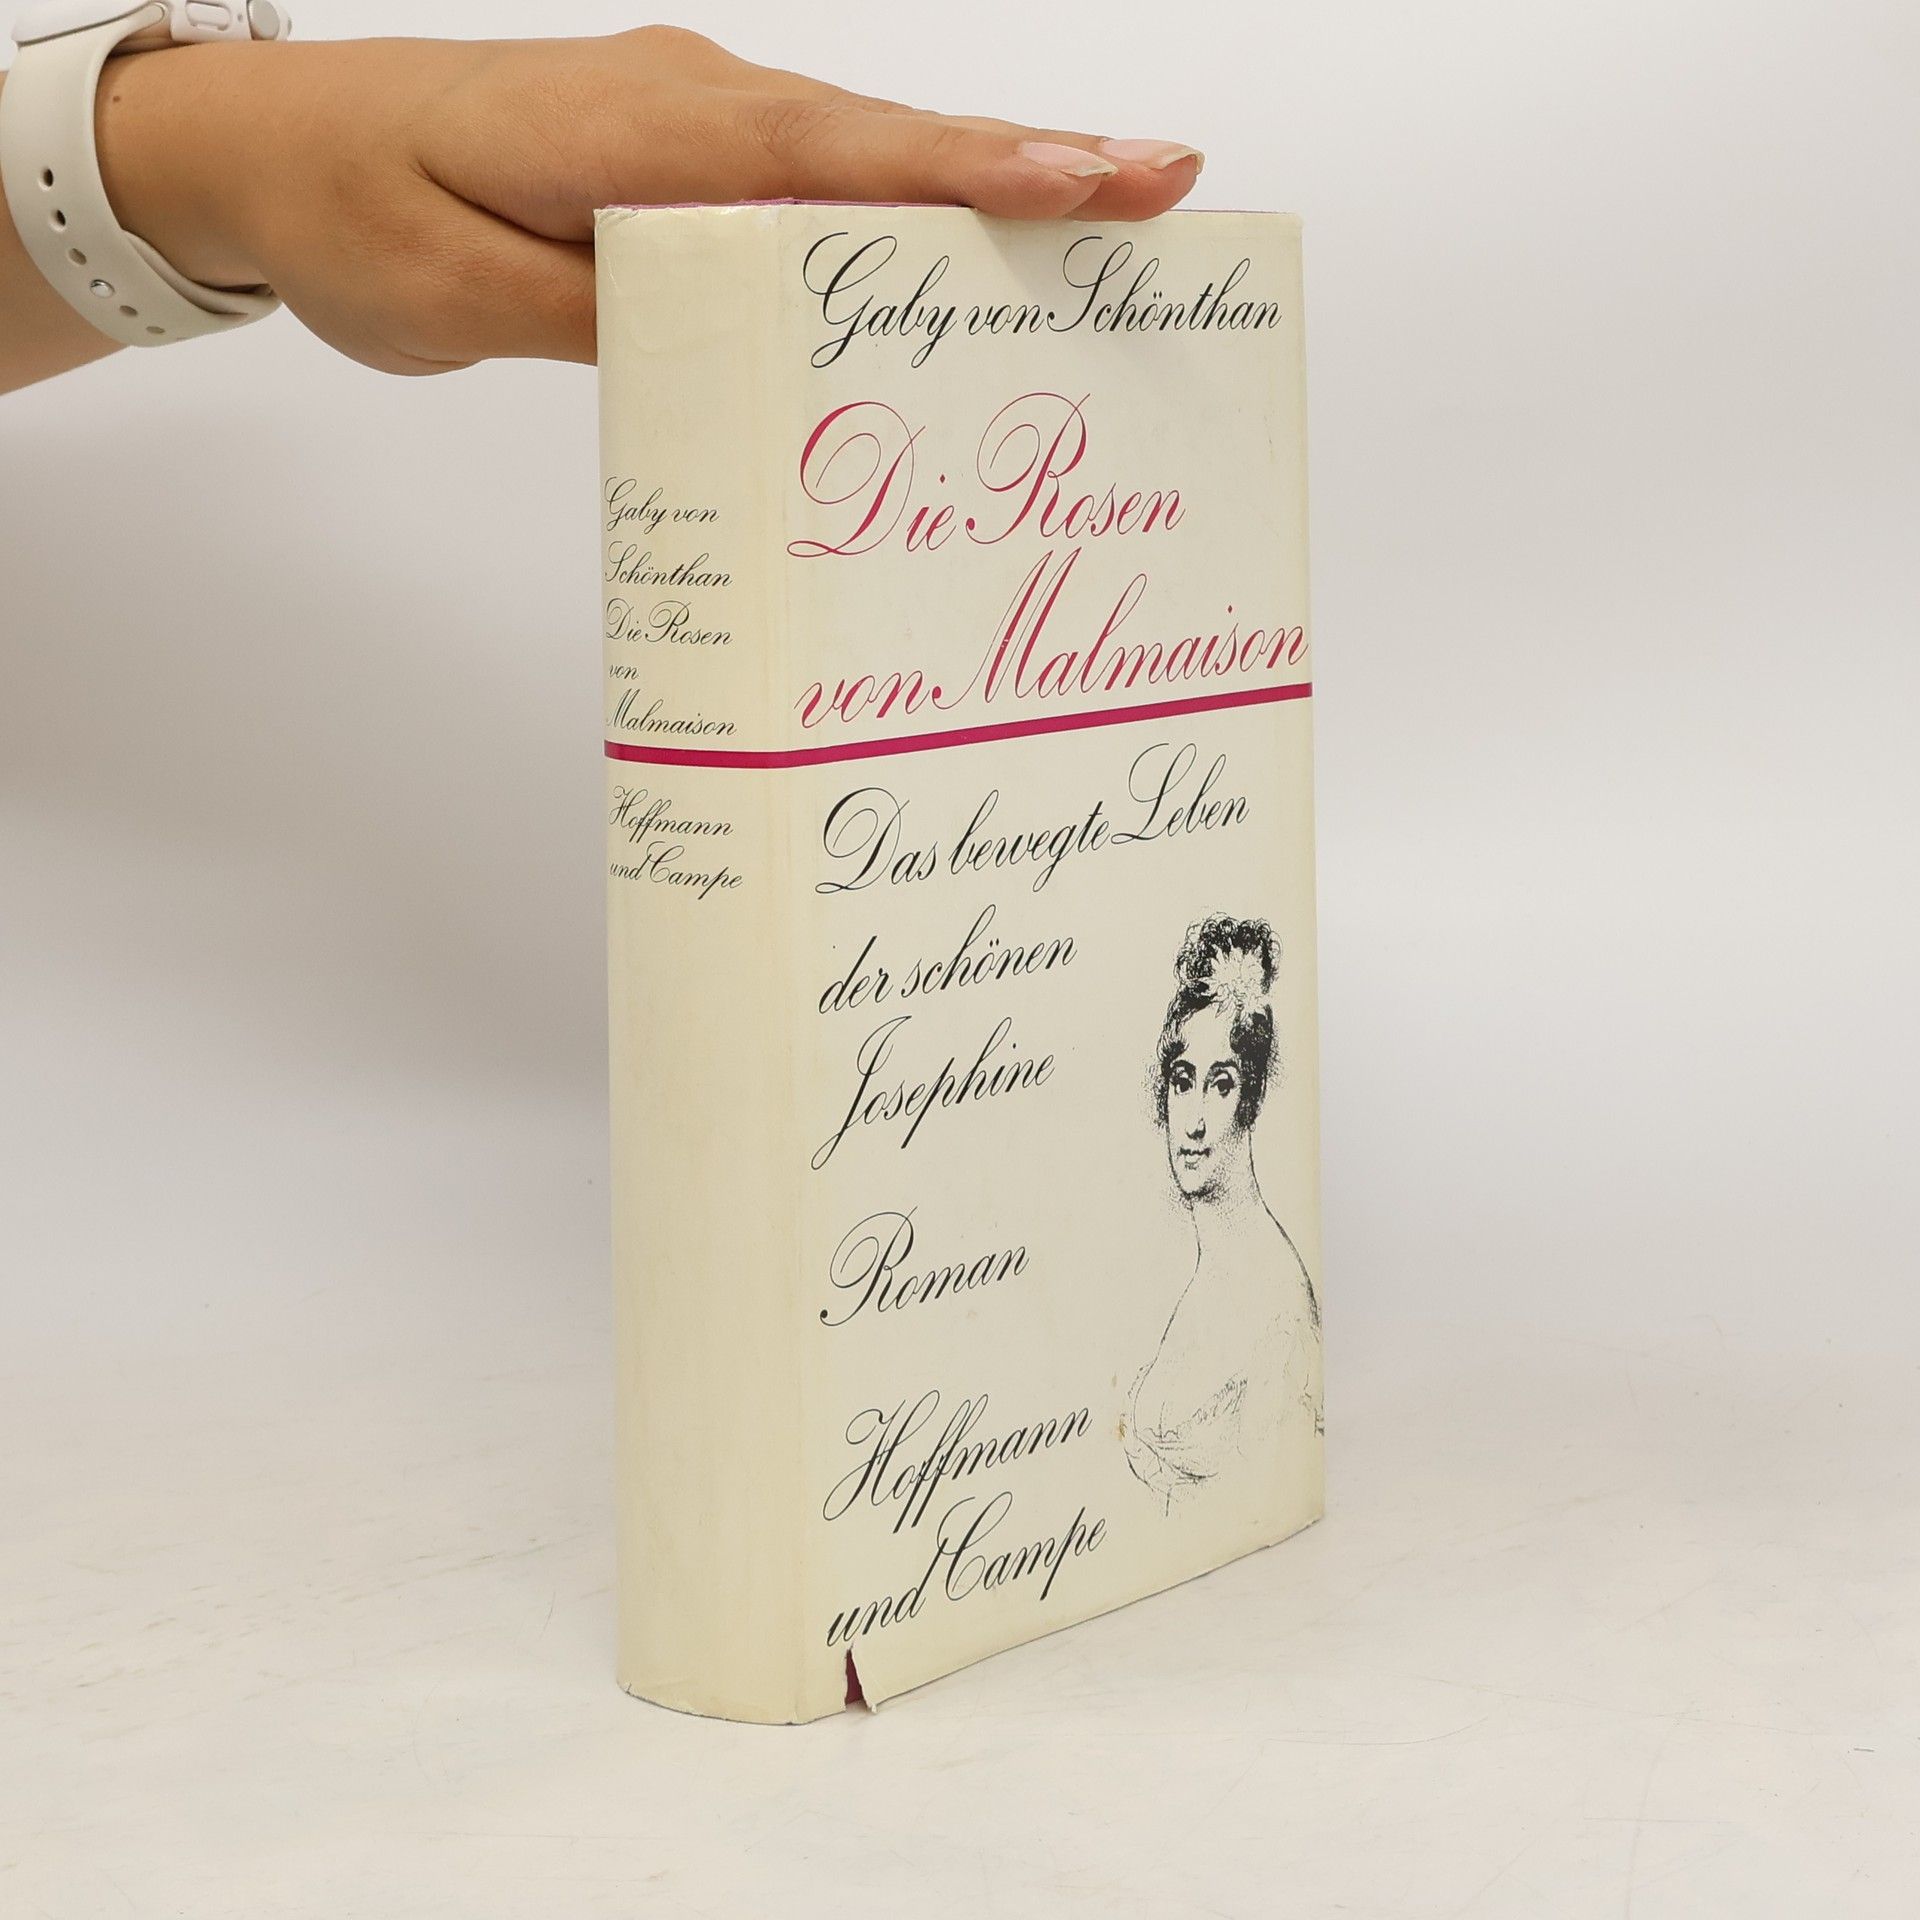 Gaby von
Schönthan
Die Rosen
von
Malmaison
Hoffmann
und Campe
Gaby von Schönthan
Die Rosen
von Malmaison
Das bewegte Leben
der schönen
Josephine
Roman
Hoffmann
und Campe